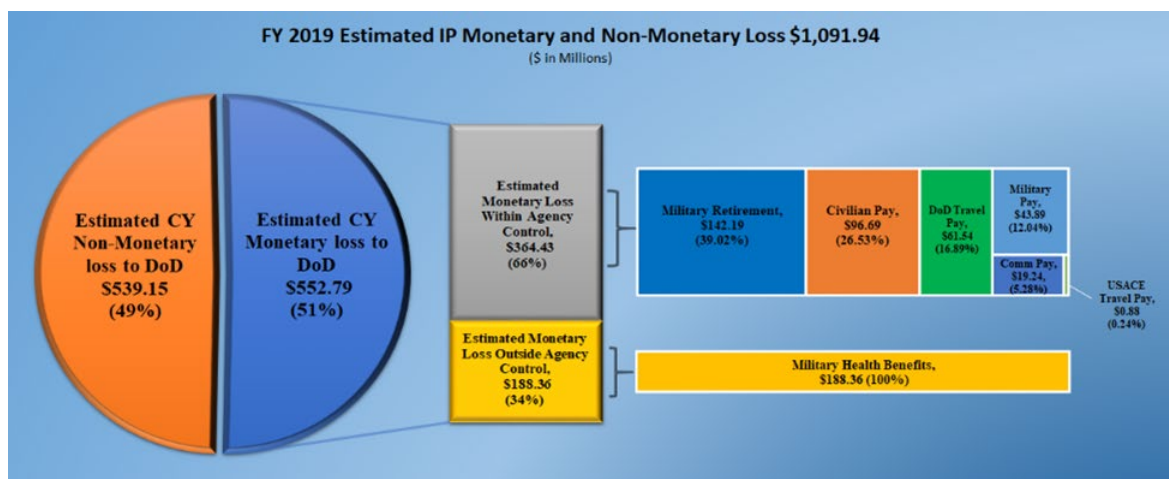 FY 2019 Estimated IP Monetary and Non-Monetary Loss $1,091.94
($ in Millions)
Estimated CY
Non-Monetary
loss to DoD
$539.15
(49%)
Estimated CY
Monetary loss to
DoD
$552.79
(51%)
Estimated
Monetary Loss
Within Agency
Control,
$364.43
(66%)
Estimated Monetary
Loss Outside Agency
Control,
$188.36
(34%)
Military Retirement,
$142.19
(39.02%)
Civilian Pay,
$96.69
(26.53%)
DoD Travel
Pay,
$61.54
(16.89%)
Military
Pay,
$43.89
(12.04%)
Comm Pay,
$19.24,
(5.28%)
USACE
Travel Pay,
$0.88
(0.24%)
Military Health Benefits,
$188.36 (100%)